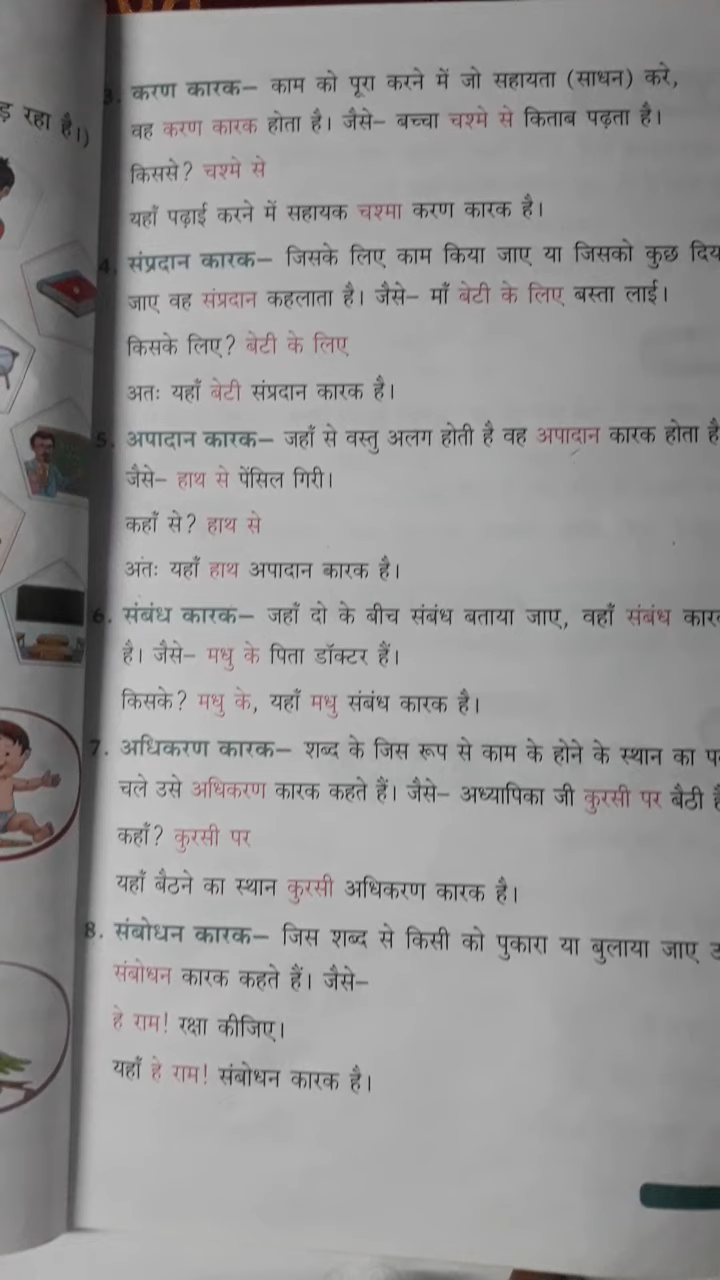 ड़ रहा है।)
3. करण कारक– काम को पूरा करने में जो सहायता (साधन) करे,
वह करण कारक होता है। जैसे– बच्चा चश्मे से किताब पढ़ता है।
किससे? चश्मे से
यहाँ पढ़ाई करने में सहायक चश्मा करण कारक है।
4. संप्रदान कारक– जिसके लिए काम किया जाए या जिसको कुछ दिय
जाए वह संप्रदान कहलाता है। जैसे– माँ बेटी के लिए बस्ता लाई।
किसके लिए? बेटी के लिए
अतः यहाँ बेटी संप्रदान कारक है।
5. अपादान कारक– जहाँ से वस्तु अलग होती है वह अपादान कारक होता है
जैसे– हाथ से पेंसिल गिरी।
कहाँ से? हाथ से
अंतः यहाँ हाथ अपादान कारक है।
6. संबंध कारक– जहाँ दो के बीच संबंध बताया जाए, वहाँ संबंध कारक
है। जैसे– मधु के पिता डॉक्टर हैं।
किसके? मधु के, यहाँ मधु संबंध कारक है।
7. अधिकरण कारक– शब्द के जिस रूप से काम के होने के स्थान का
चले उसे अधिकरण कारक कहते हैं। जैसे– अध्यापिका जी कुरसी पर बैठी
कहाँ? कुरसी पर
यहाँ बैठने का स्थान कुरसी अधिकरण कारक है।
8. संबोधन कारक– जिस शब्द से किसी को पुकारा या बुलाया जाए
संबोधन कारक कहते हैं। जैसे–
हे राम! रक्षा कीजिए।
यहाँ हे राम! संबोधन कारक है।